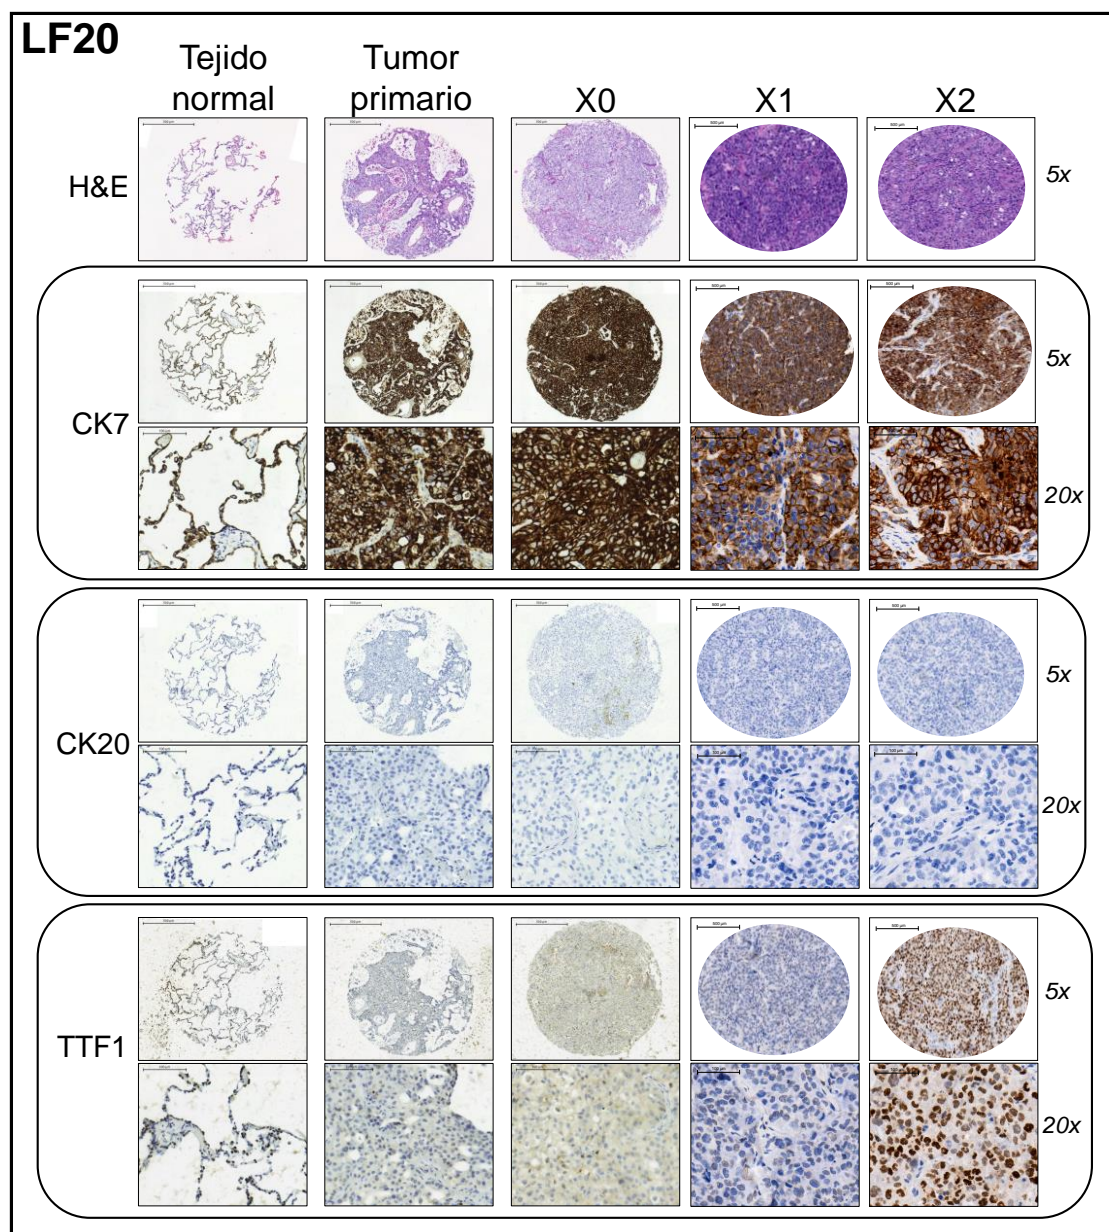 LF20
Tejido
normal
Tumor
primario
X0
X1
X2
H&E
5x
CK7
5x
20x
CK20
5x
20x
TTF1
5x
20x